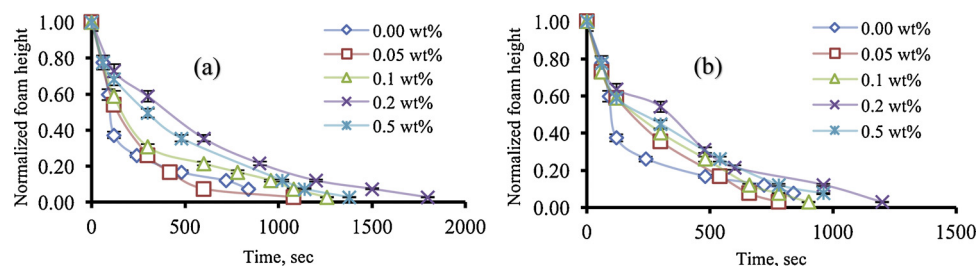 Normalized foam height
1.00
0.80
0.60
0.40
0.20
0.00
0
500
1000
1500
2000
Time, sec
(a)
0.00 wt%
0.05 wt%
0.1 wt%
0.2 wt%
0.5 wt%
Normalized foam height
1.00
0.80
0.60
0.40
0.20
0.00
0
500
1000
1500
Time, sec
(b)
0.00 wt%
0.05 wt%
0.1 wt%
0.2 wt%
0.5 wt%